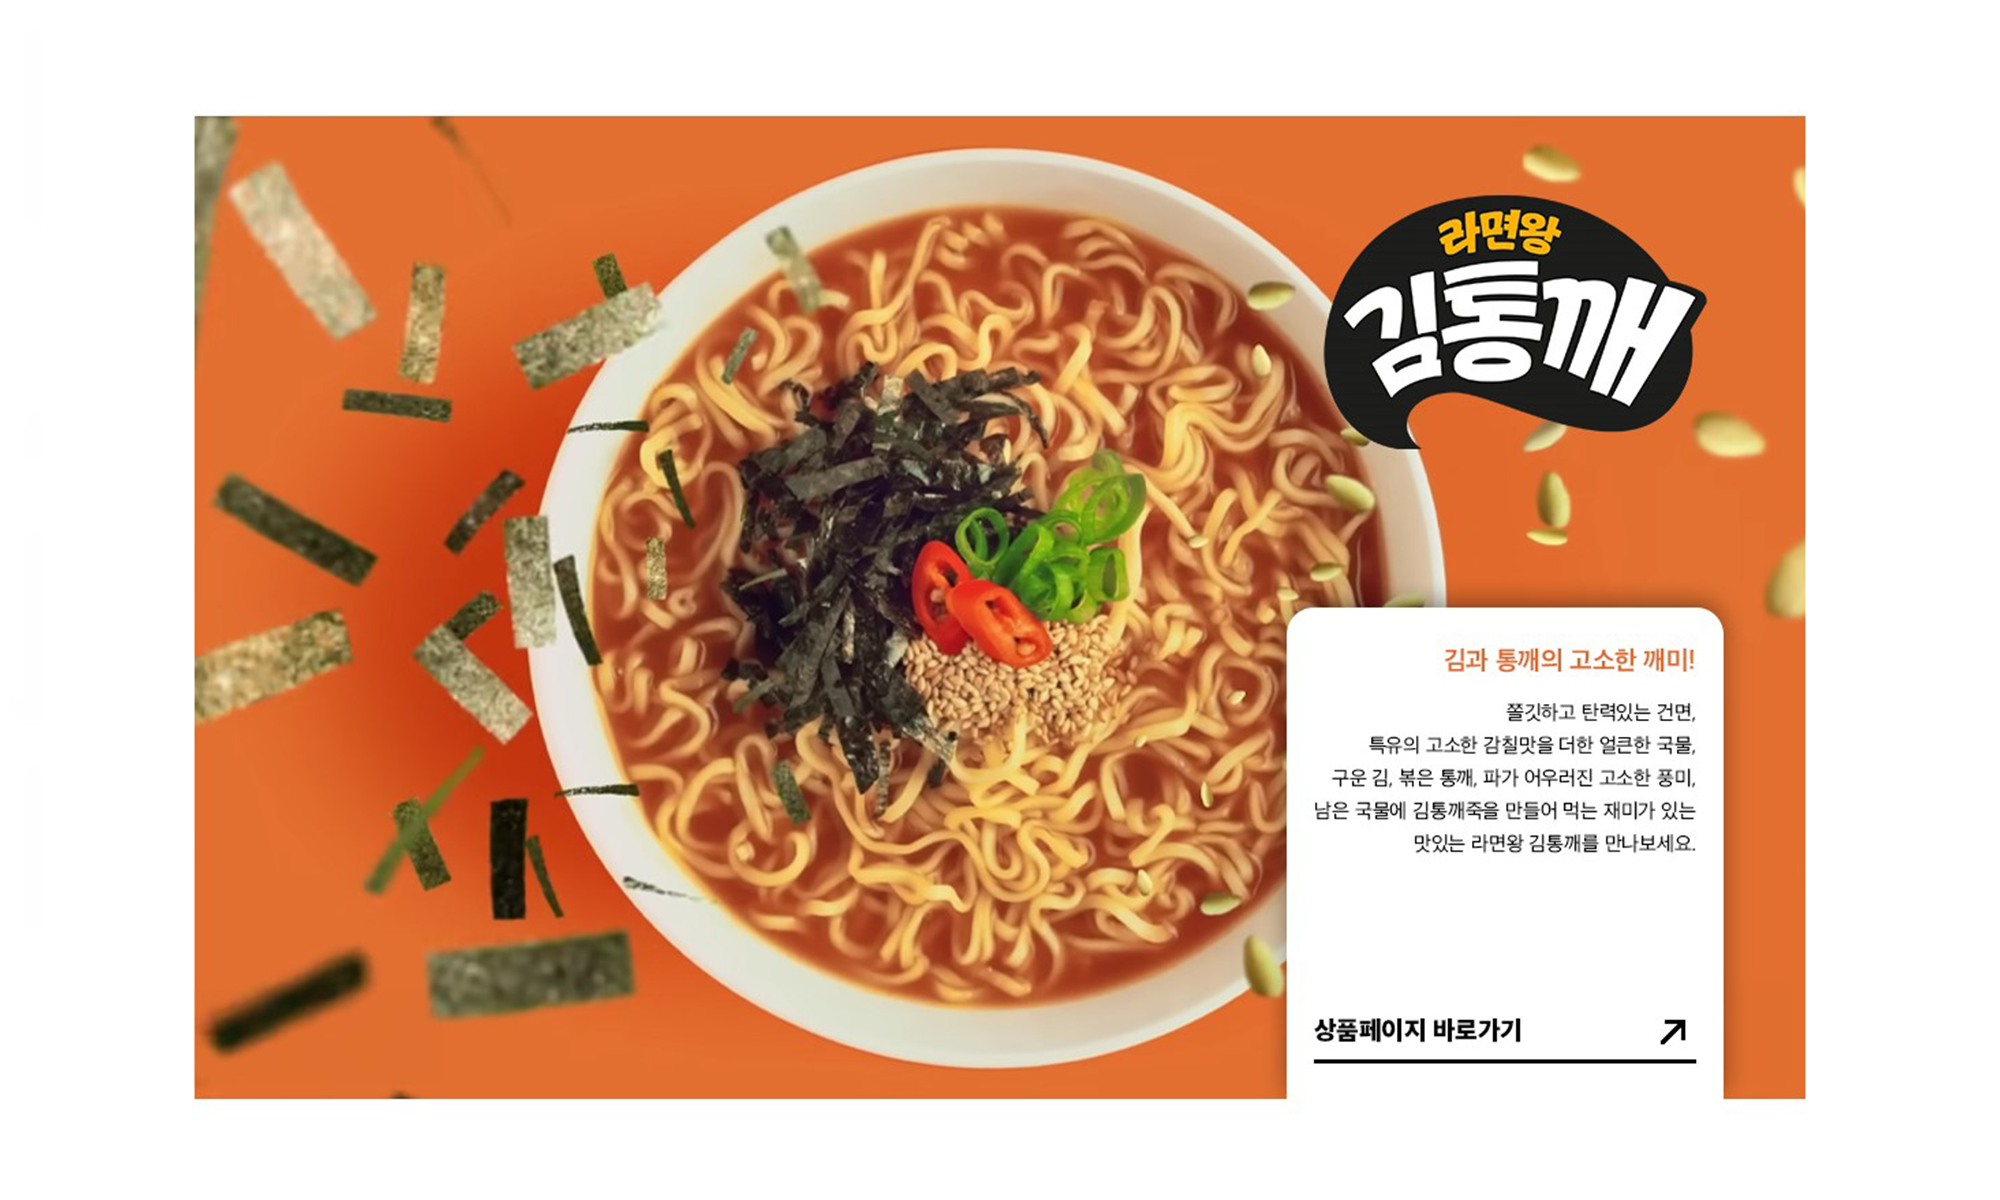 라면왕
김통깨
김과 통깨의 고소한 깨미!
쫄깃하고 탄력있는 건면,
특유의 고소한 감칠맛을 더한 얼큰한 국물,
구운 김, 볶은 통깨, 파가 어우러진 고소한 풍미,
남은 국물에 김통깨죽을 만들어 먹는 재미가 있는
맛있는 라면왕 김통깨를 만나보세요.
상품페이지 바로가기